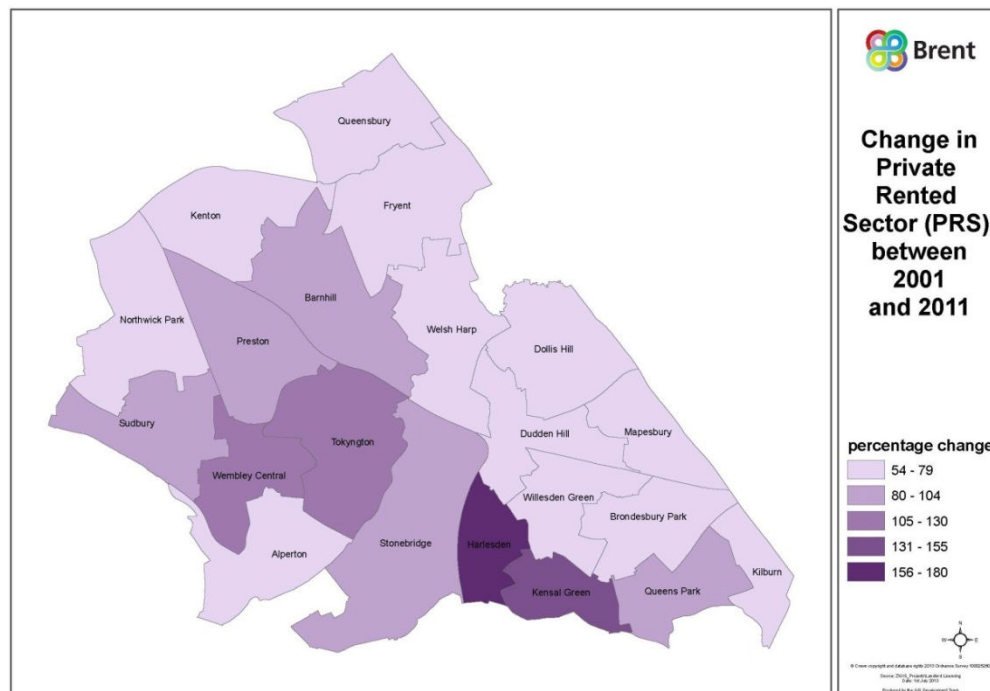 Brent
Change in
Private
Rented
Sector (PRS)
between
2001
and 2011
Queensbury
Kenton
Fryent
Barnhill
Northwick Park
Preston
Welsh Harp
Dollis Hill
Sudbury
Tokyngton
Dudden Hill
Mapesbury
Wembley Central
Willesden Green
Brondesbury Park
Alperton
Stonebridge
Harlesden
Kilburn
Kensal Green
Queens Park
percentage change
54 - 79
80 - 104
105 - 130
131 - 155
156 - 180
N
W
E
S